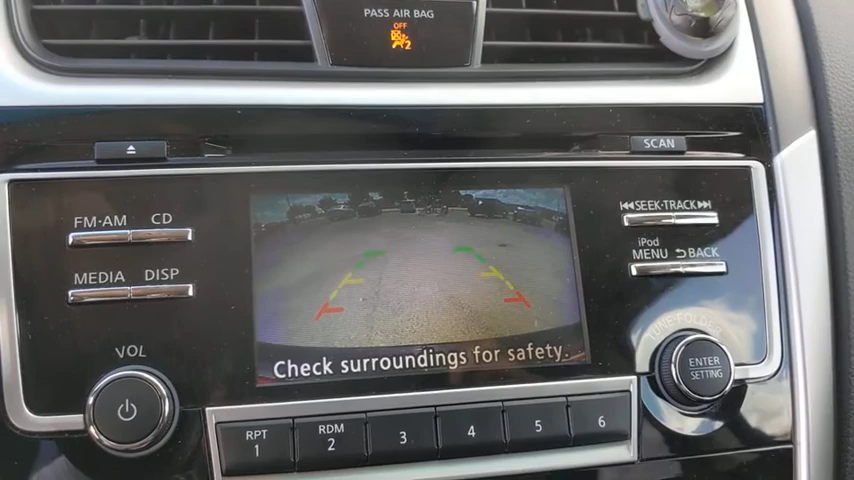 PASS AIR BAG
OFF
2
SCAN
FM·AM CD
MEDIA DISP
VOL
SEEK·TRACK
iPod
MENU BACK
TUNE·FOLDER
ENTER
SETTING
Check surroundings for safety.
RPT
1
RDM
2
3
4
5
6